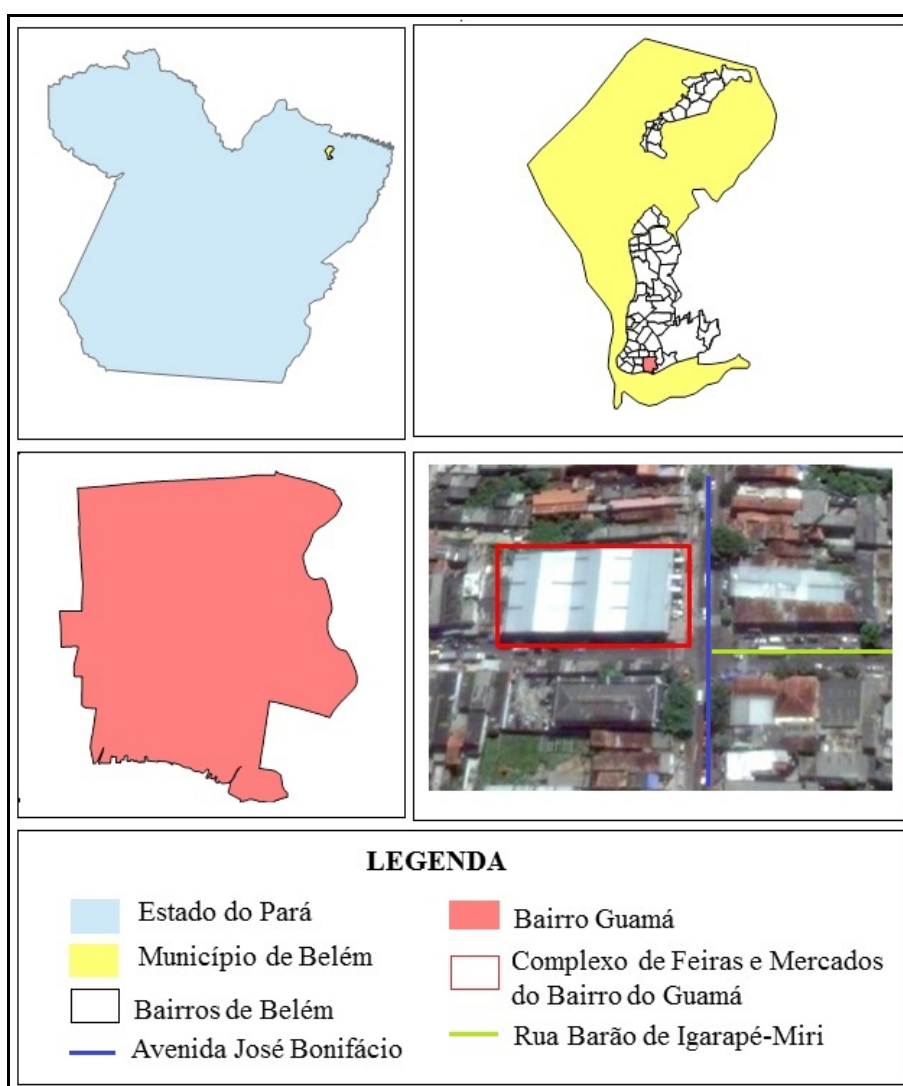 LEGENDA
Estado do Pará
Município de Belém
Bairros de Belém
Avenida José Bonifácio
Bairro Guamá
Complexo de Feiras e Mercados
do Bairro do Guamá
Rua Barão de Igarapé-Miri